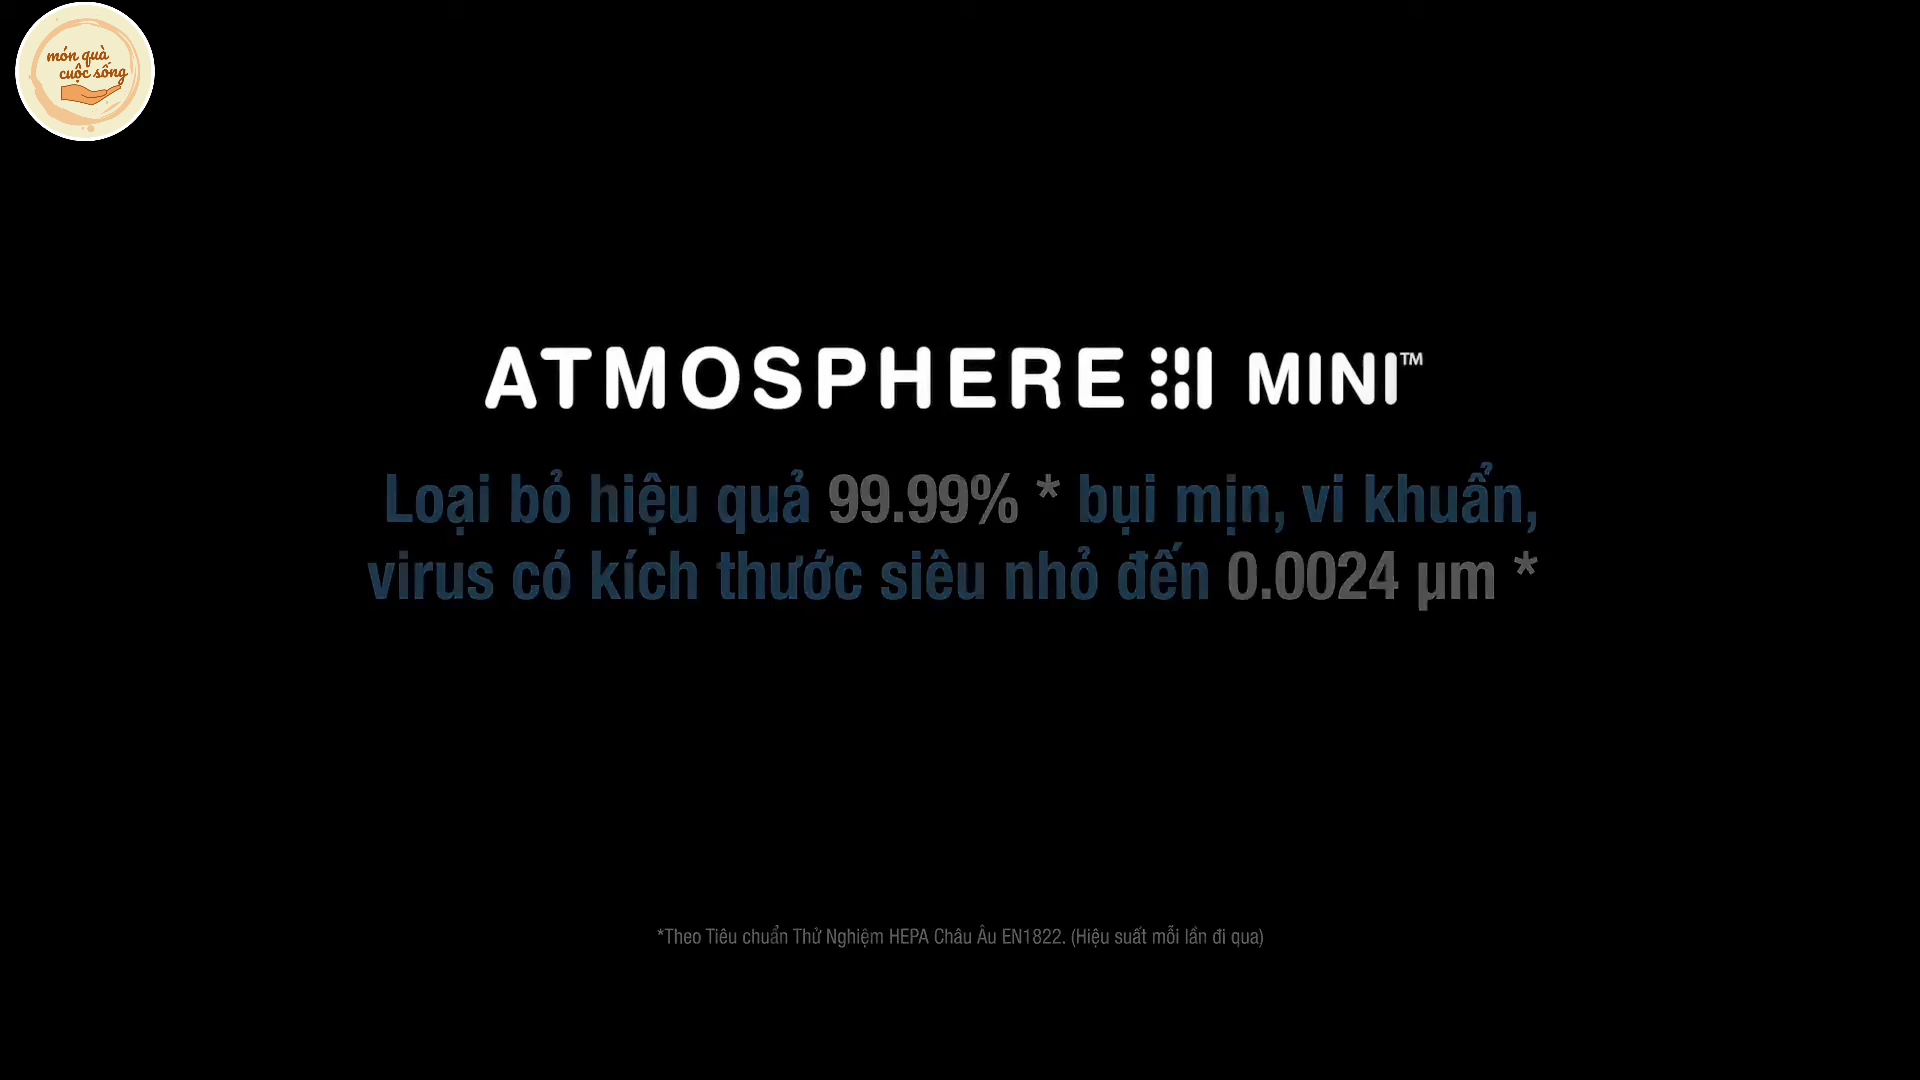 món quà
cuộc sống
ATMOSPHERE MINI™
Loại bỏ hiệu quả 99.99% * bụi mịn, vi khuẩn,
virus có kích thước siêu nhỏ đến 0.0024 µm *
*Theo Tiêu chuẩn Thử Nghiệm HEPA Châu Âu EN1822. (Hiệu suất mỗi lần đi qua)